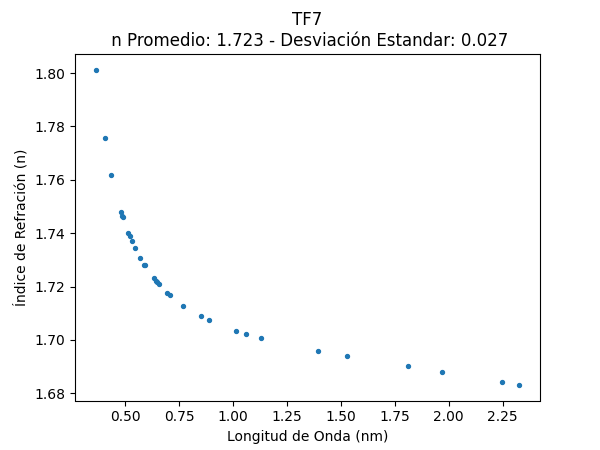 TF7
n Promedio: 1.723 - Desviación Estandar: 0.027
1.80
1.78
1.76
1.74
1.72
1.70
1.68
Índice de Refración (n)
0.50 0.75 1.00 1.25 1.50 1.75 2.00 2.25
Longitud de Onda (nm)